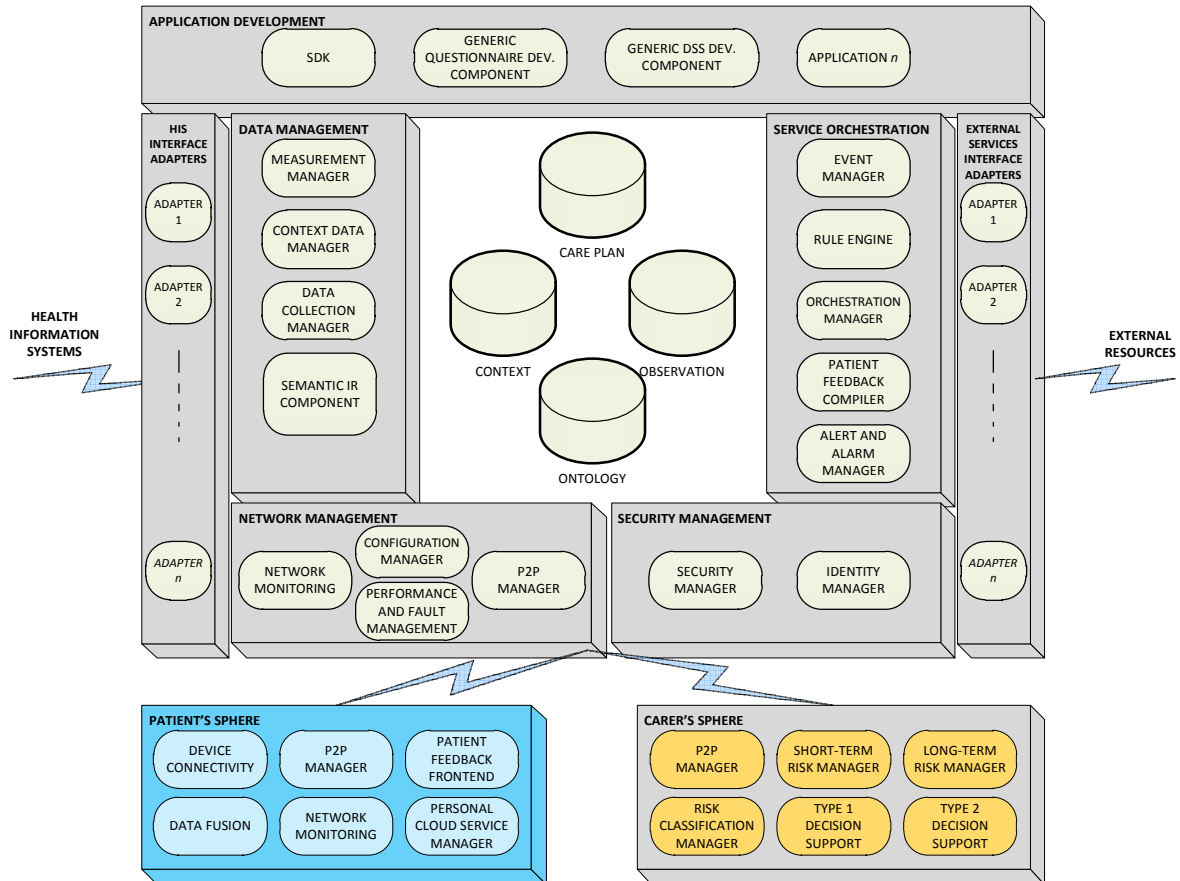 APPLICATION DEVELOPMENT
SDK
GENERIC
QUESTIONNAIRE DEV.
COMPONENT
GENERIC DSS DEV.
COMPONENT
APPLICATION n
HIS
INTERFACE
ADAPTERS
ADAPTER
1
ADAPTER
2
ADAPTER
n
DATA MANAGEMENT
MEASUREMENT
MANAGER
CONTEXT DATA
MANAGER
DATA
COLLECTION
MANAGER
SEMANTIC IR
COMPONENT
CARE PLAN
CONTEXT
OBSERVATION
ONTOLOGY
SERVICE ORCHESTRATION
EVENT
MANAGER
RULE ENGINE
ORCHESTRATION
MANAGER
PATIENT
FEEDBACK
COMPILER
ALERT AND
ALARM
MANAGER
EXTERNAL
SERVICES
INTERFACE
ADAPTERS
ADAPTER
1
ADAPTER
2
ADAPTER
n
HEALTH
INFORMATION
SYSTEMS
EXTERNAL
RESOURCES
NETWORK MANAGEMENT
NETWORK
MONITORING
CONFIGURATION
MANAGER
PERFORMANCE
AND FAULT
MANAGEMENT
P2P
MANAGER
SECURITY MANAGEMENT
SECURITY
MANAGER
IDENTITY
MANAGER
PATIENT'S SPHERE
DEVICE
CONNECTIVITY
P2P
MANAGER
PATIENT
FEEDBACK
FRONTEND
DATA FUSION
NETWORK
MONITORING
PERSONAL
CLOUD SERVICE
MANAGER
CARER'S SPHERE
P2P
MANAGER
SHORT-TERM
RISK MANAGER
LONG-TERM
RISK MANAGER
RISK
CLASSIFICATION
MANAGER
TYPE 1
DECISION
SUPPORT
TYPE 2
DECISION
SUPPORT